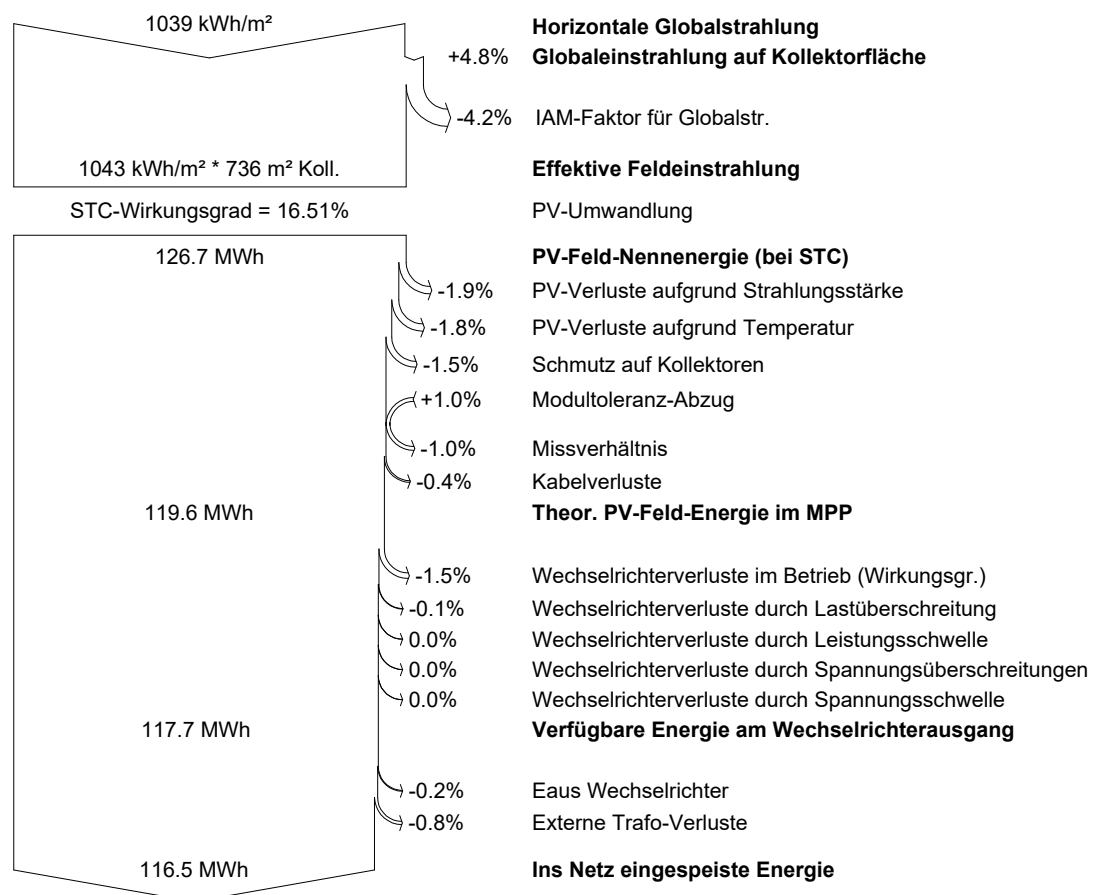 1039 kWh/m² Horizontale Globalstrahlung
+4.8% Globaleinstrahlung auf Kollektorfläche
-4.2% IAM-Faktor für Globalstr.
1043 kWh/m² * 736 m² Koll. Effektive Feldeinstrahlung
STC-Wirkungsgrad = 16.51% PV-Umwandlung
126.7 MWh PV-Feld-Nennenergie (bei STC)
-1.9% PV-Verluste aufgrund Strahlungsstärke
-1.8% PV-Verluste aufgrund Temperatur
-1.5% Schmutz auf Kollektoren
+1.0% Modultoleranz-Abzug
-1.0% Missverhältnis
-0.4% Kabelverluste
119.6 MWh Theor. PV-Feld-Energie im MPP
-1.5% Wechselrichterverluste im Betrieb (Wirkungsgr.)
-0.1% Wechselrichterverluste durch Lastüberschreitung
0.0% Wechselrichterverluste durch Leistungsschwelle
0.0% Wechselrichterverluste durch Spannungsüberschreitungen
0.0% Wechselrichterverluste durch Spannungsschwelle
117.7 MWh Verfügbare Energie am Wechselrichterausgang
-0.2% Eaus Wechselrichter
-0.8% Externe Trafo-Verluste
116.5 MWh Ins Netz eingespeiste Energie